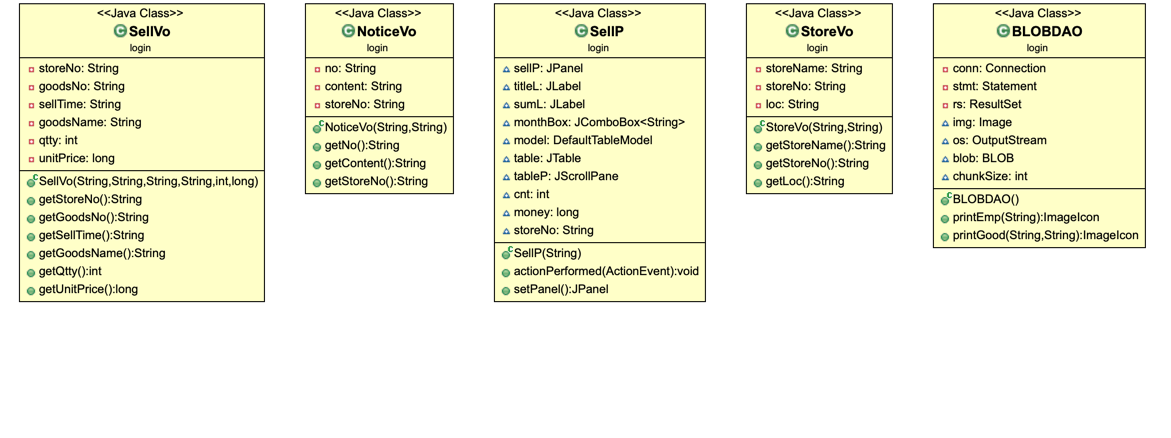 <<Java Class>>
SellVo
login
storeNo: String
goodsNo: String
sellTime: String
goodsName: String
qtty: int
unitPrice: long
SellVo(String,String,String,String,int,long)
getStoreNo():String
getGoodsNo():String
getSellTime():String
getGoodsName():String
getQtty():int
getUnitPrice():long
<<Java Class>>
NoticeVo
login
no: String
content: String
storeNo: String
NoticeVo(String,String)
getNo():String
getContent():String
getStoreNo():String
<<Java Class>>
SellP
login
sellP: JPanel
titleL: JLabel
sumL: JLabel
monthBox: JComboBox<String>
model: DefaultTableModel
table: JTable
tableP: JScrollPane
cnt: int
money: long
storeNo: String
SellP(String)
actionPerformed(ActionEvent):void
setPanel():JPanel
<<Java Class>>
StoreVo
login
storeName: String
storeNo: String
loc: String
StoreVo(String,String)
getStoreName():String
getStoreNo():String
getLoc():String
<<Java Class>>
BLOBDAO
login
conn: Connection
stmt: Statement
rs: ResultSet
img: Image
os: OutputStream
blob: BLOB
chunkSize: int
BLOBDAO()
printEmp(String):ImageIcon
printGood(String,String):ImageIcon